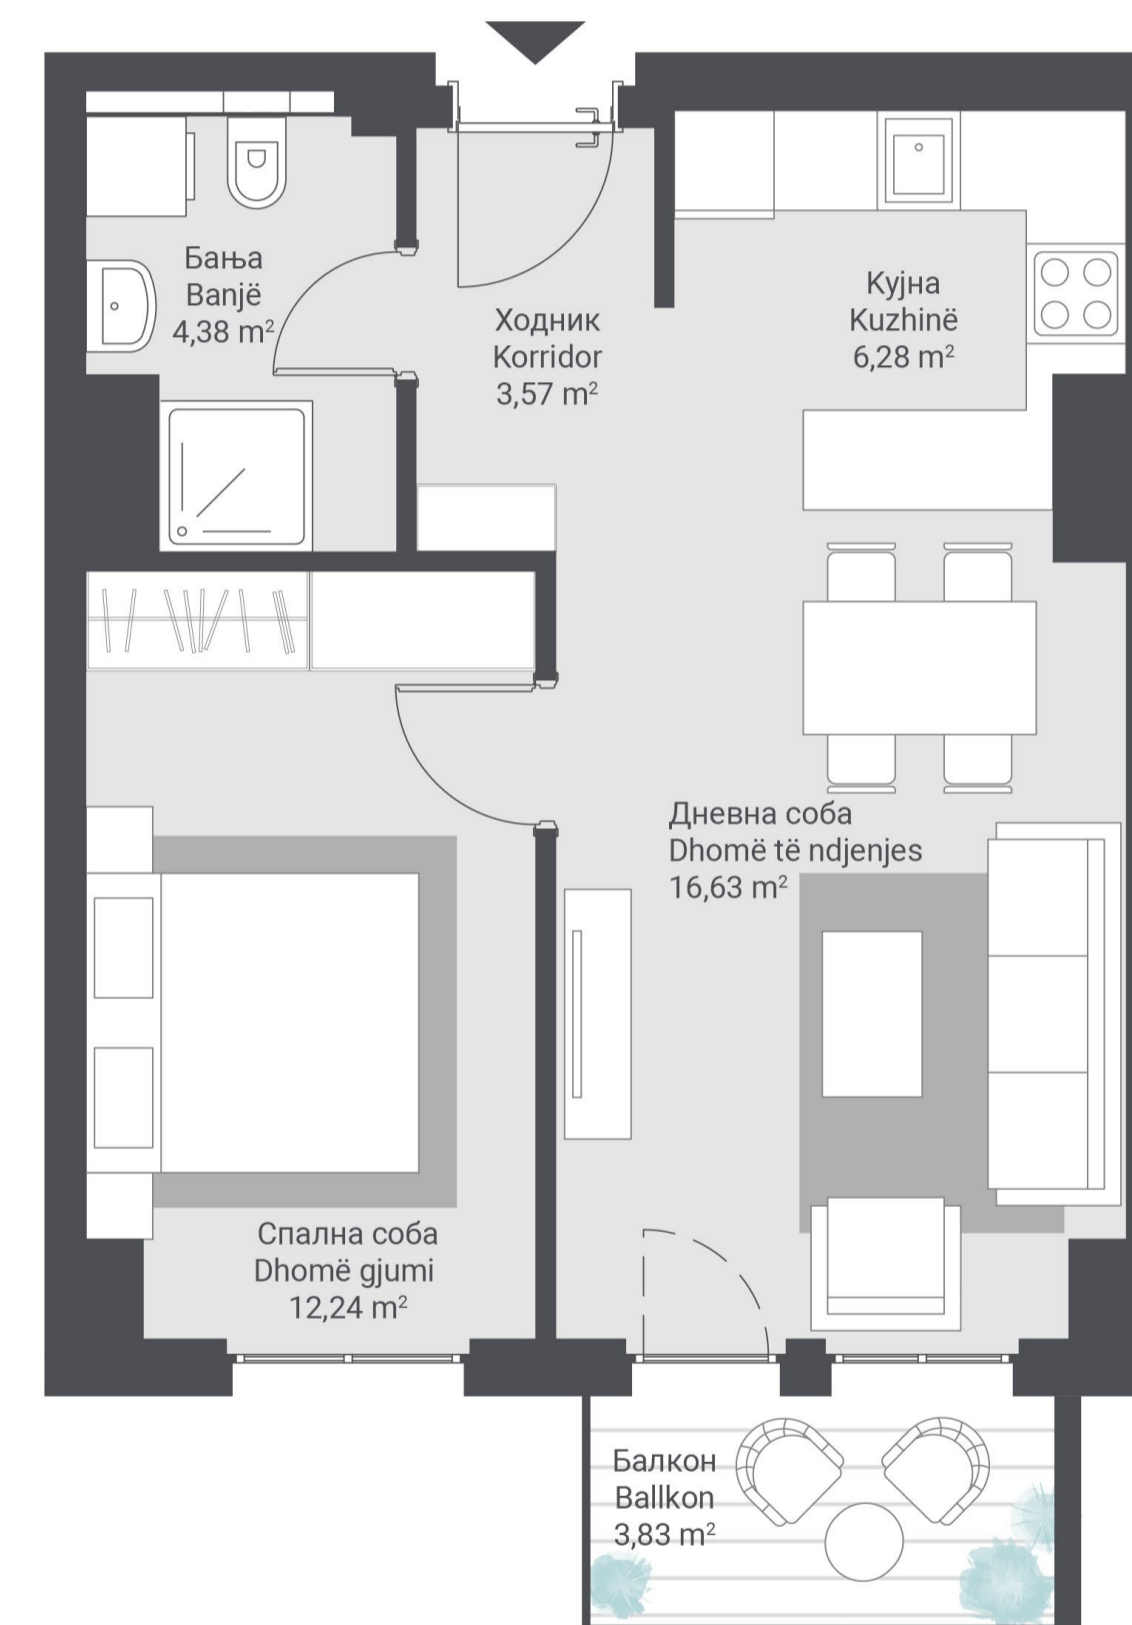 Бања
Banjë
4,38 m²
Ходник
Korridor
3,57 m²
Кујна
Kuzhinë
6,28 m²
Дневна соба
Dhomë të ndjenjes
16,63 m²
Спална соба
Dhomë gjumi
12,24 m²
Балкон
Ballkon
3,83 m²